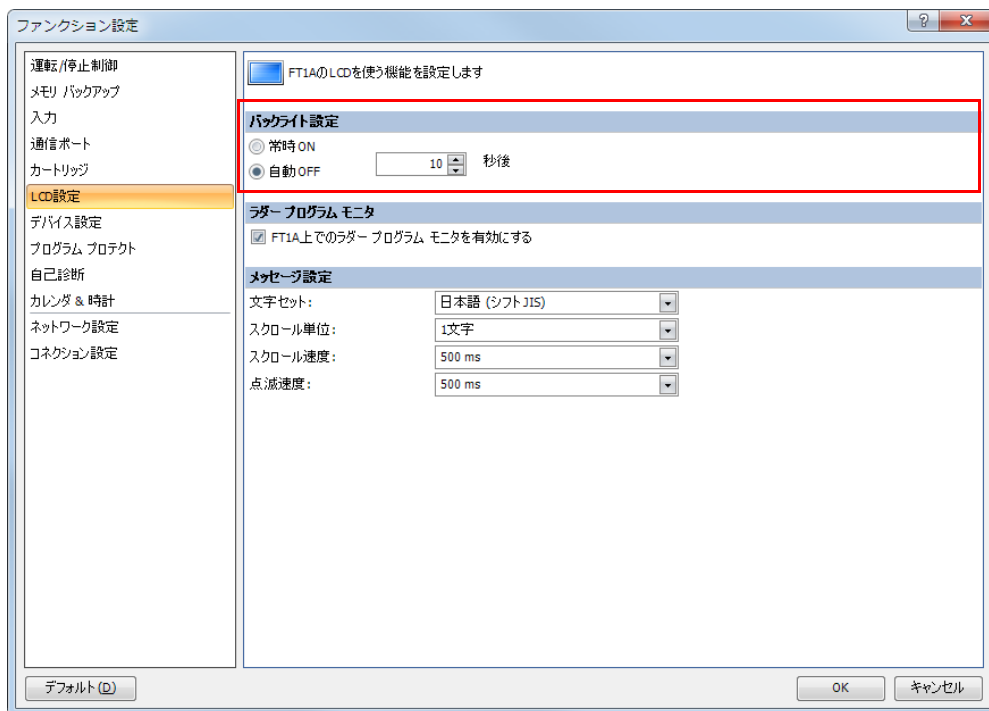 ファンクション設定
運転/停止制御
メモリ バックアップ
入力
通信ポート
カートリッジ
LCD設定
デバイス設定
プログラム プロテクト
自己診断
カレンダ & 時計
ネットワーク設定
コネクション設定
FT1AのLCDを使う機能を設定します
バックライト設定
常時ON
自動OFF 10 秒後
ラダー プログラム モニタ
FT1A上でのラダー プログラム モニタを有効にする
メッセージ設定
文字セット: 日本語 (シフトJIS)
スクロール単位: 1文字
スクロール速度: 500 ms
点滅速度: 500 ms
デフォルト(D)
OK
キャンセル